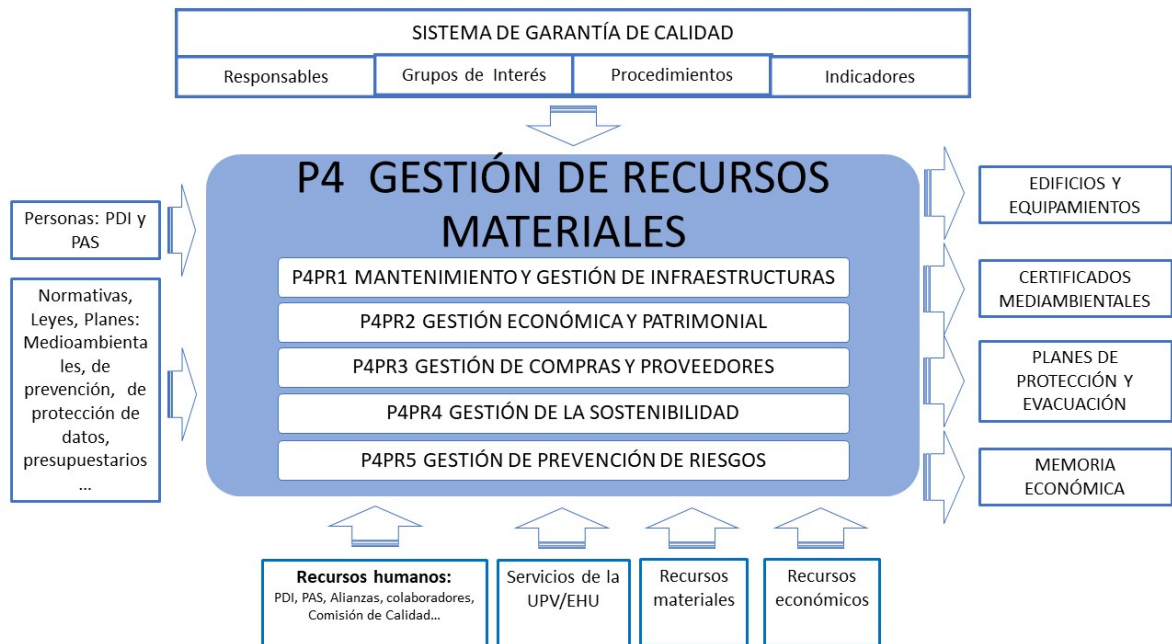 SISTEMA DE GARANTÍA DE CALIDAD
Responsables
Grupos de Interés
Procedimientos
Indicadores
P4 GESTIÓN DE RECURSOS
MATERIALES
Personas: PDI y
PAS
Normativas,
Leyes, Planes:
Medioambienta
les, de
prevención, de
protección de
datos,
presupuestarios
...
P4PR1 MANTENIMIENTO Y GESTIÓN DE INFRAESTRUCTURAS
P4PR2 GESTIÓN ECONÓMICA Y PATRIMONIAL
P4PR3 GESTIÓN DE COMPRAS Y PROVEEDORES
P4PR4 GESTIÓN DE LA SOSTENIBILIDAD
P4PR5 GESTIÓN DE PREVENCIÓN DE RIESGOS
EDIFICIOS Y
EQUIPAMIENTOS
CERTIFICADOS
MEDIAMBIENTALES
PLANES DE
PROTECCIÓN Y
EVACUACIÓN
MEMORIA
ECONÓMICA
Recursos humanos:
PDI, PAS, Alianzas, colaboradores,
Comisión de Calidad...
Servicios de la
UPV/EHU
Recursos
materiales
Recursos
económicos